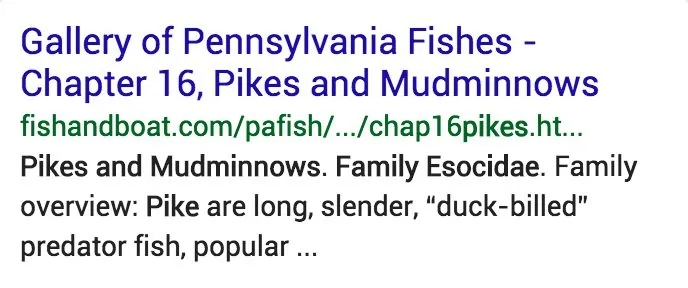 Gallery of Pennsylvania Fishes -
Chapter 16, Pikes and Mudminnows
fishandboat.com/pafish/.../chap16pikes.ht...
Pikes and Mudminnows. Family Esocidae. Family
overview: Pike are long, slender, “duck-billed”
predator fish, popular ...